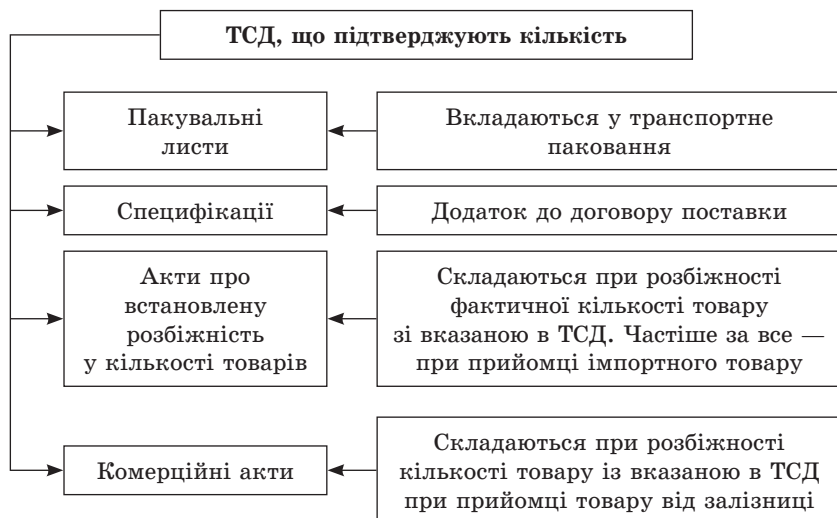 ТСД, що підтверджують кількість
Пакувальні
листи
Вкладаються у транспортне
паковання
Специфікації
Додаток до договору поставки
Акти про
встановлену
розбіжність
у кількості товарів
Складаються при розбіжності
фактичної кількості товару
зі вказаною в ТСД. Частіше за все —
при прийомці імпортного товару
Комерційні акти
Складаються при розбіжності
кількості товару із вказаною в ТСД
при прийомці товару від залізниці